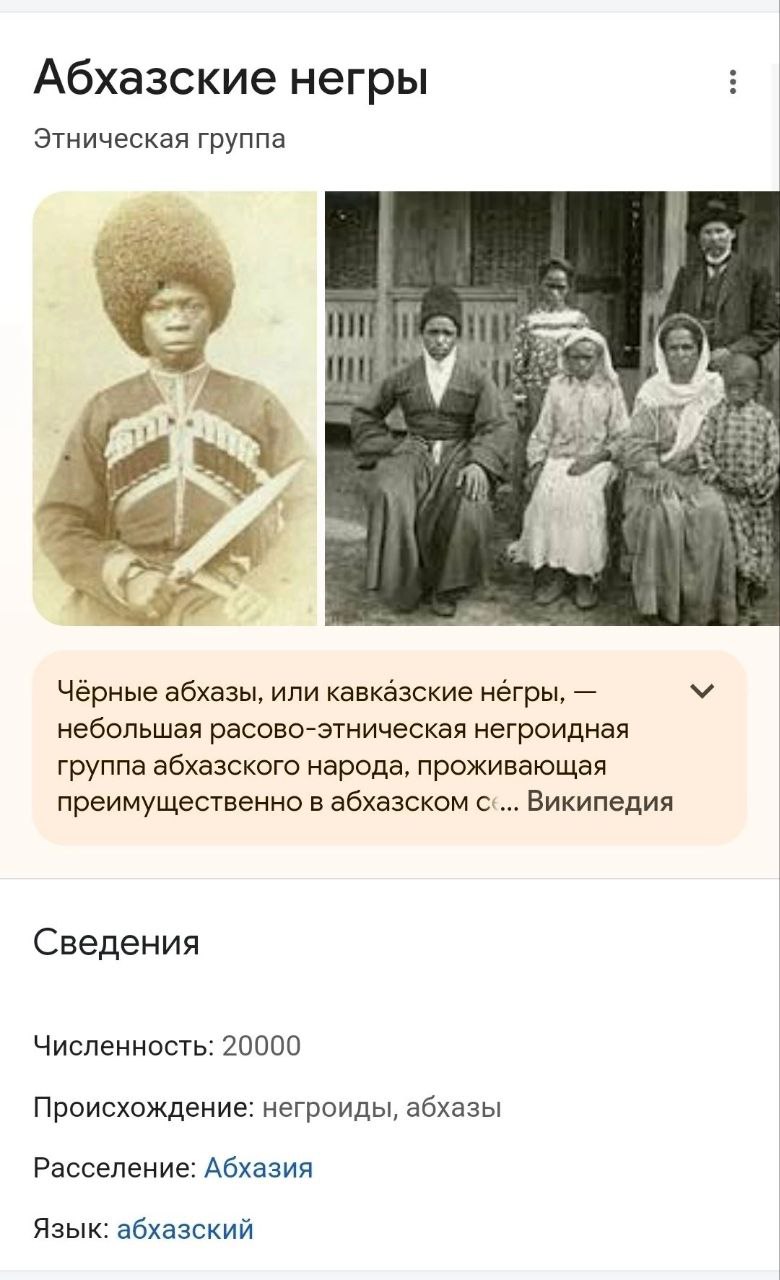 Абхазские негры
Этническая группа
Чёрные абхазы, или кавка́зские не́гры, —
небольшая расово-этническая негроидная
группа абхазского народа, проживающая
преимущественно в абхазском се... Википедия
Сведения
Численность: 20000
Происхождение: негроиды, абхазы
Расселение: Абхазия
Язык: абхазский